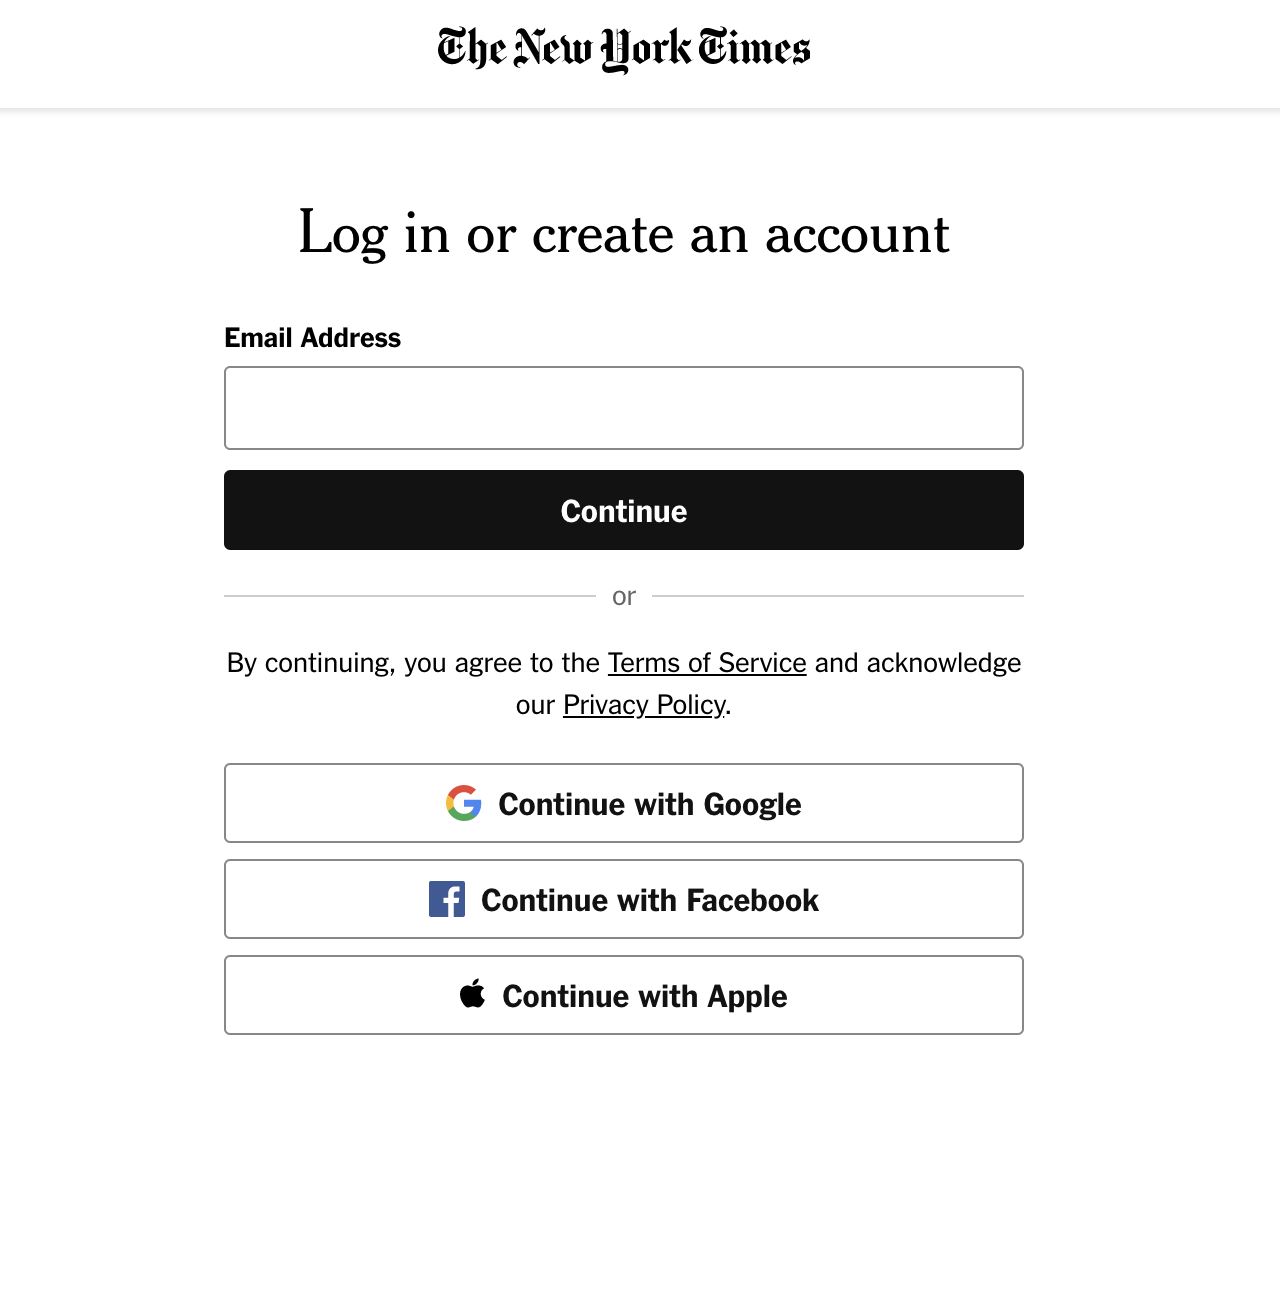 The New York Times
Log in or create an account
Email Address
Continue
or
By continuing, you agree to the Terms of Service and acknowledge
our Privacy Policy.
Continue with Google
Continue with Facebook
Continue with Apple